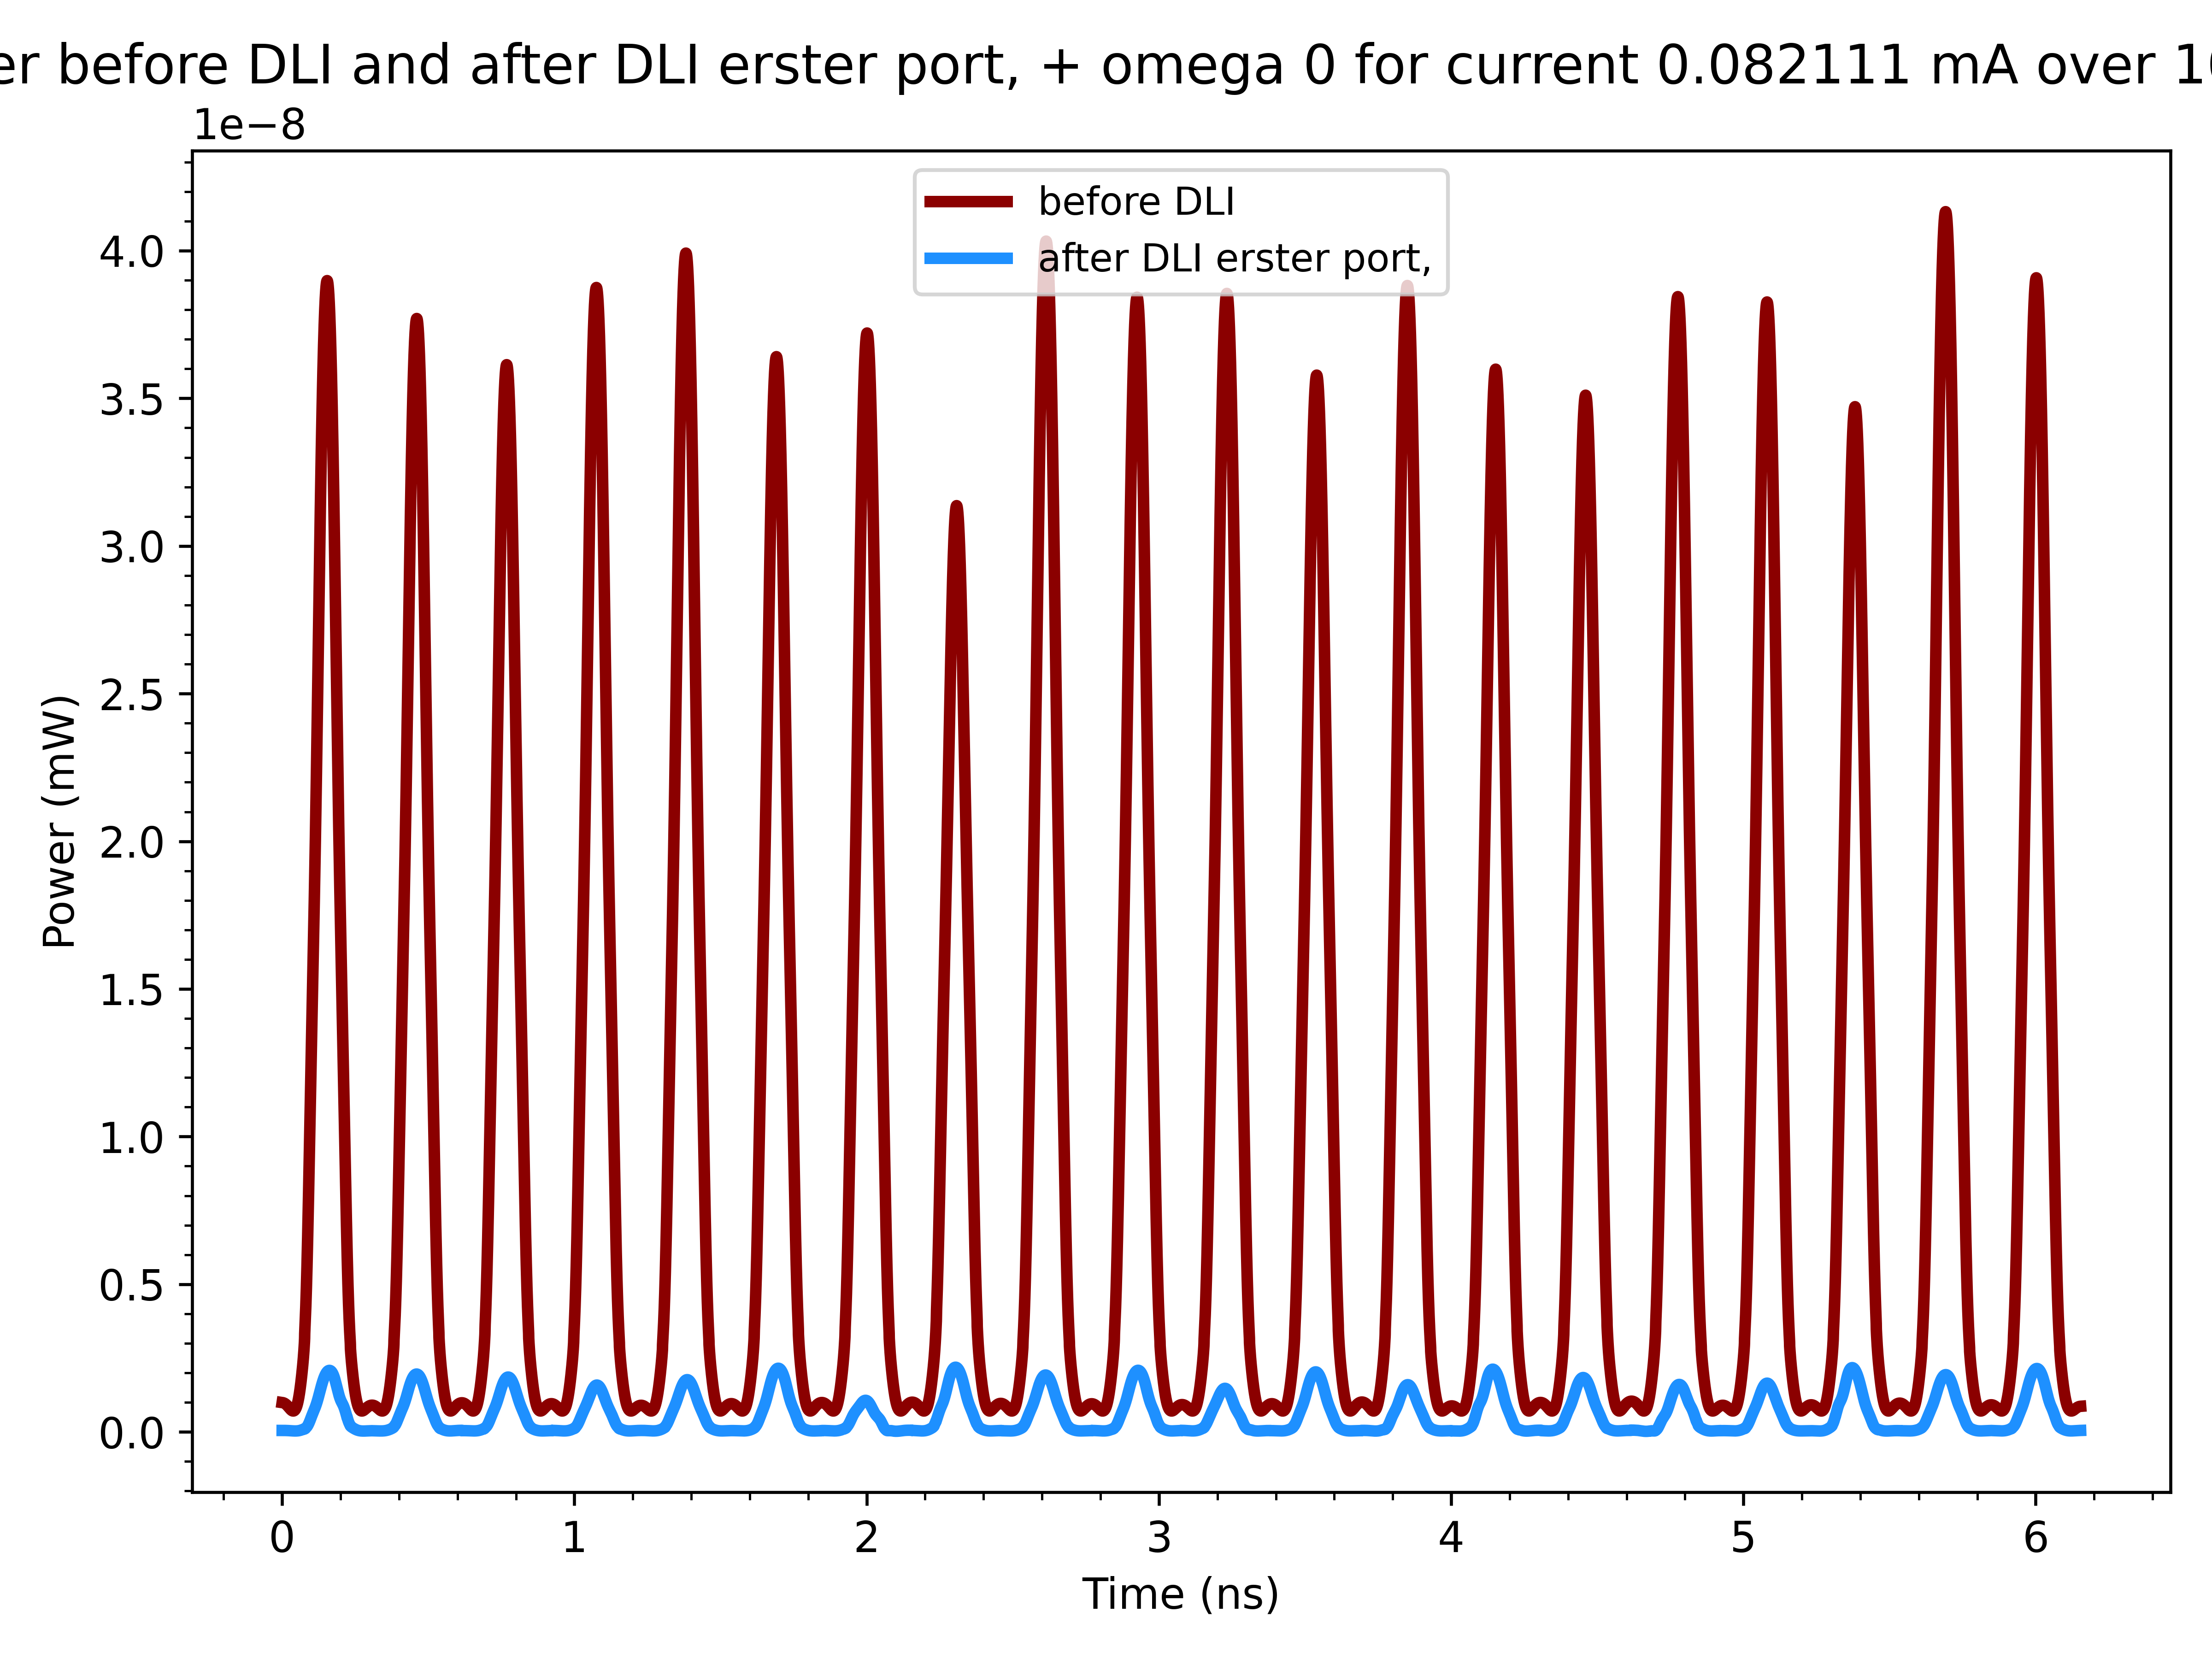 er before DLI and after DLI erster port, + omega 0 for current 0.082111 mA over 10
1e−8
before DLI
after DLI erster port,
4.0
3.5
3.0
2.5
2.0
1.5
1.0
0.5
0.0
Power (mW)
0 1 2 3 4 5 6
Time (ns)